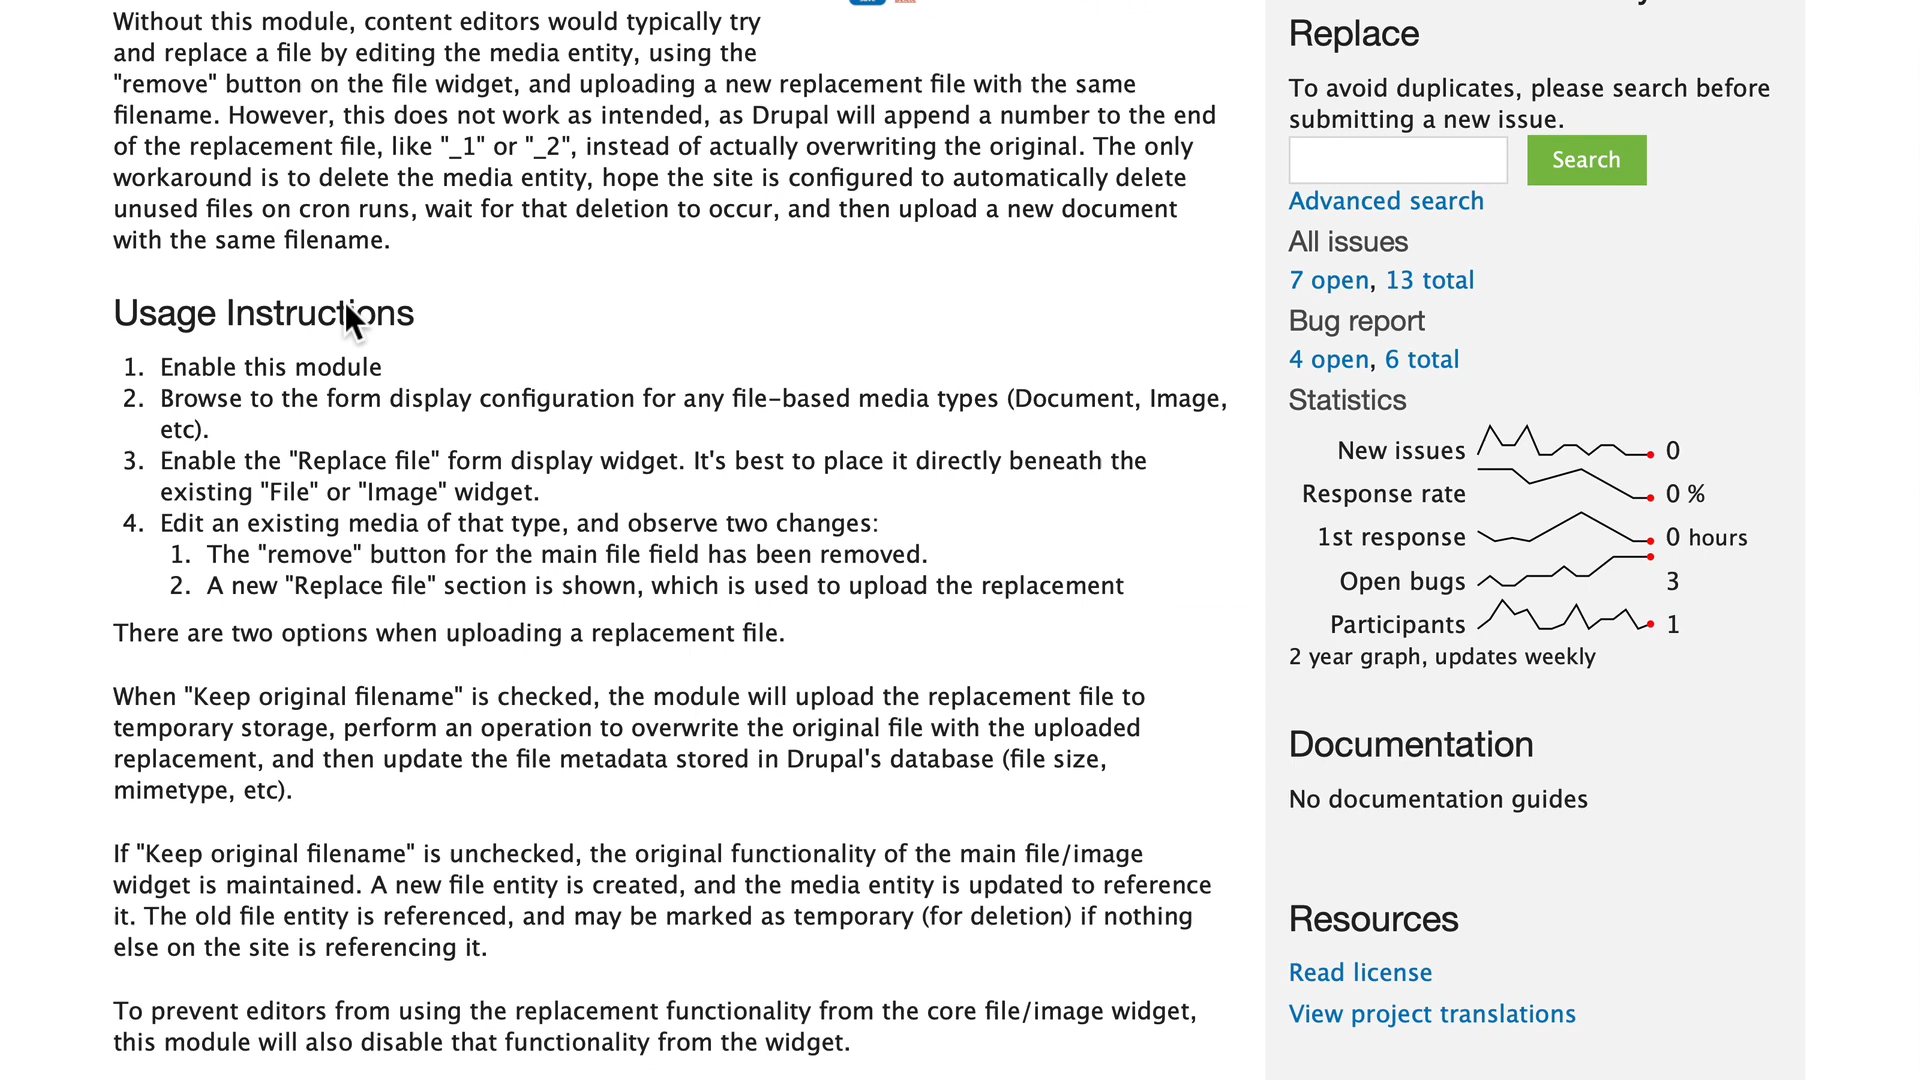 Without this module, content editors would typically try
and replace a file by editing the media entity, using the
"remove" button on the file widget, and uploading a new replacement file with the same
filename. However, this does not work as intended, as Drupal will append a number to the end
of the replacement file, like "_1" or "_2", instead of actually overwriting the original. The only
workaround is to delete the media entity, hope the site is configured to automatically delete
unused files on cron runs, wait for that deletion to occur, and then upload a new document
with the same filename.
Usage Instructions
1. Enable this module
2. Browse to the form display configuration for any file-based media types (Document, Image,
etc).
3. Enable the "Replace file" form display widget. It's best to place it directly beneath the
existing "File" or "Image" widget.
4. Edit an existing media of that type, and observe two changes:
1. The "remove" button for the main file field has been removed.
2. A new "Replace file" section is shown, which is used to upload the replacement
There are two options when uploading a replacement file.
When "Keep original filename" is checked, the module will upload the replacement file to
temporary storage, perform an operation to overwrite the original file with the uploaded
replacement, and then update the file metadata stored in Drupal's database (file size,
mimetype, etc).
If "Keep original filename" is unchecked, the original functionality of the main file/image
widget is maintained. A new file entity is created, and the media entity is updated to reference
it. The old file entity is referenced, and may be marked as temporary (for deletion) if nothing
else on the site is referencing it.
To prevent editors from using the replacement functionality from the core file/image widget,
this module will also disable that functionality from the widget.
Replace
To avoid duplicates, please search before
submitting a new issue.
Search
Advanced search
All issues
7 open, 13 total
Bug report
4 open, 6 total
Statistics
New issues 0
Response rate 0 %
1st response 0 hours
Open bugs 3
Participants 1
2 year graph, updates weekly
Documentation
No documentation guides
Resources
Read license
View project translations